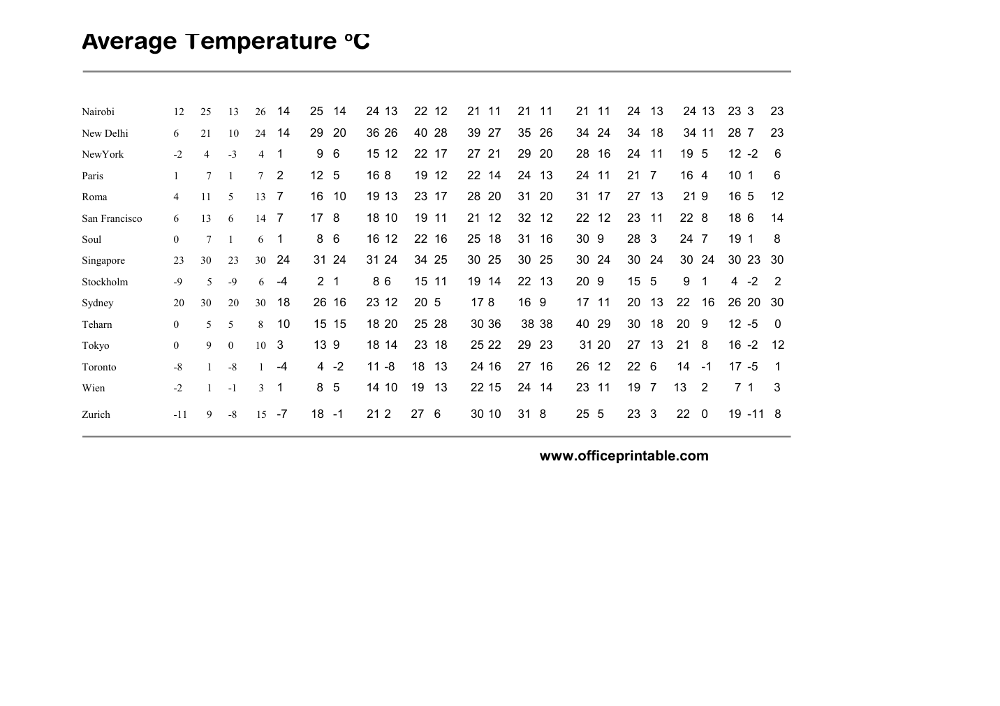 Average Temperature ºC
Nairobi 12 25 13 26 14 25 14 24 13 22 12 21 11 21 11 21 11 24 13 24 13 23 3 23
New Delhi 6 21 10 24 14 29 20 36 26 40 28 39 27 35 26 34 24 34 18 34 11 28 7 23
NewYork -2 4 -3 4 1 9 6 15 12 22 17 27 21 29 20 28 16 24 11 19 5 12 -2 6
Paris 1 7 1 7 2 12 5 16 8 19 12 22 14 24 13 24 11 21 7 16 4 10 1 6
Roma 4 11 5 13 7 16 10 19 13 23 17 28 20 31 20 31 17 27 13 21 9 16 5 12
San Francisco 6 13 6 14 7 17 8 18 10 19 11 21 12 32 12 22 12 23 11 22 8 18 6 14
Soul 0 7 1 6 1 8 6 16 12 22 16 25 18 31 16 30 9 28 3 24 7 19 1 8
Singapore 23 30 23 30 24 31 24 31 24 34 25 30 25 30 25 30 24 30 24 30 24 30 23 30
Stockholm -9 5 -9 6 -4 2 1 8 6 15 11 19 14 22 13 20 9 15 5 9 1 4 -2 2
Sydney 20 30 20 30 18 26 16 23 12 20 5 17 8 16 9 17 11 20 13 22 16 26 20 30
Teharn 0 5 5 8 10 15 15 18 20 25 28 30 36 38 38 40 29 30 18 20 9 12 -5 0
Tokyo 0 9 0 10 3 13 9 18 14 23 18 25 22 29 23 31 20 27 13 21 8 16 -2 12
Toronto -8 1 -8 1 -4 4 -2 11 -8 18 13 24 16 27 16 26 12 22 6 14 -1 17 -5 1
Wien -2 1 -1 3 1 8 5 14 10 19 13 22 15 24 14 23 11 19 7 13 2 7 1 3
Zurich -11 9 -8 15 -7 18 -1 21 2 27 6 30 10 31 8 25 5 23 3 22 0 19 -11 8
www.officeprintable.com